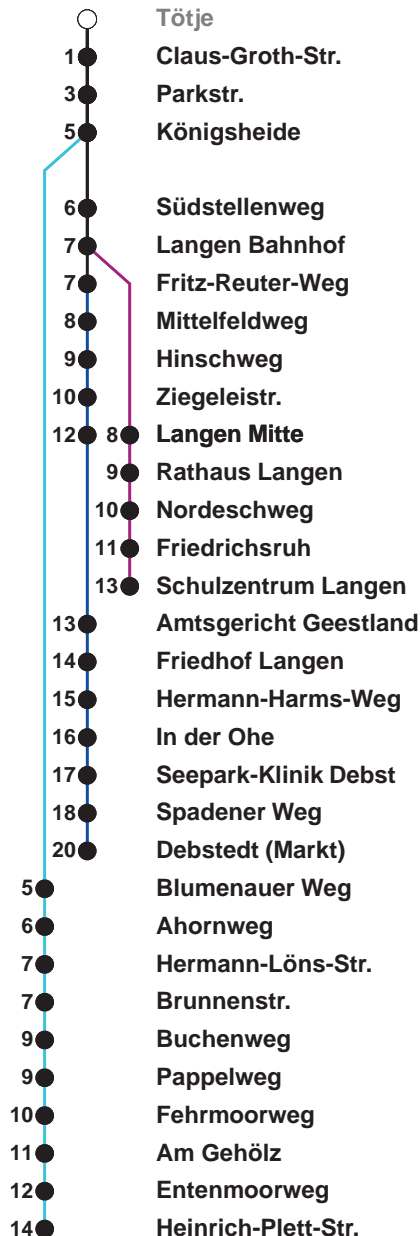 Tötje
1 Claus-Groth-Str.
3 Parkstr.
5 Königsheide
6 Südstellenweg
7 Langen Bahnhof
7 Fritz-Reuter-Weg
8 Mittelfeldweg
9 Hinschweg
10 Ziegeleistr.
12 8 Langen Mitte
9 Rathaus Langen
10 Nordeschweg
11 Friedrichsruh
13 Schulzentrum Langen
13 Amtsgericht Geestland
14 Friedhof Langen
15 Hermann-Harms-Weg
16 In der Ohe
17 Seepark-Klinik Debst
18 Spadener Weg
20 Debstedt (Markt)
5 Blumenauer Weg
6 Ahornweg
7 Hermann-Löns-Str.
7 Brunnenstr.
9 Buchenweg
9 Pappelweg
10 Fehrmoorweg
11 Am Gehölz
12 Entenmoorweg
14 Heinrich-Plett-Str.